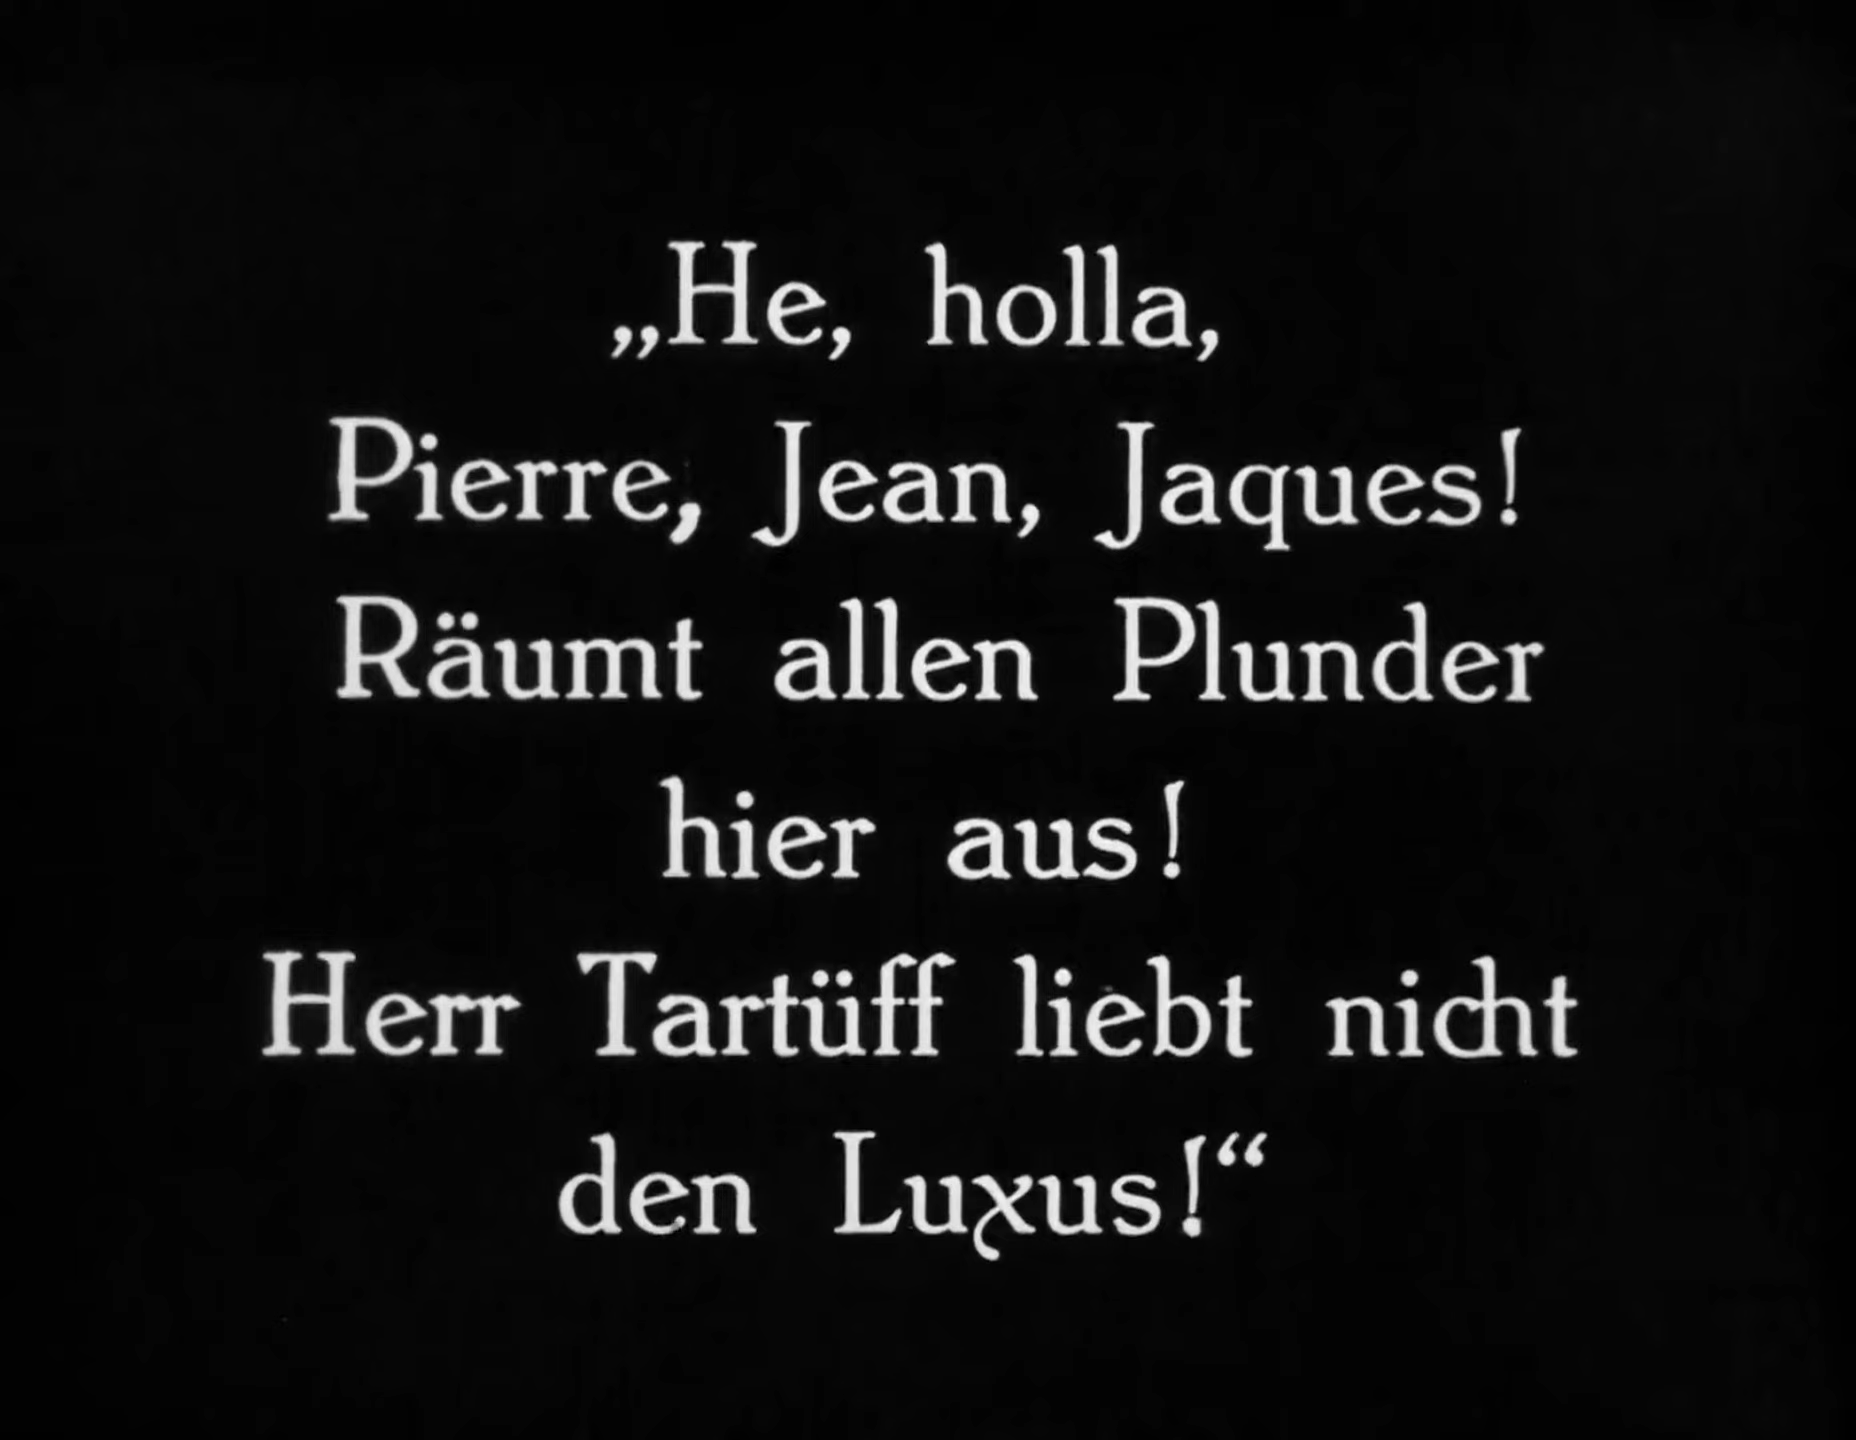 „He, holla,
Pierre, Jean, Jaques!
Räumt allen Plunder
hier aus!
Herr Tartüff liebt nicht
den Luxus!“